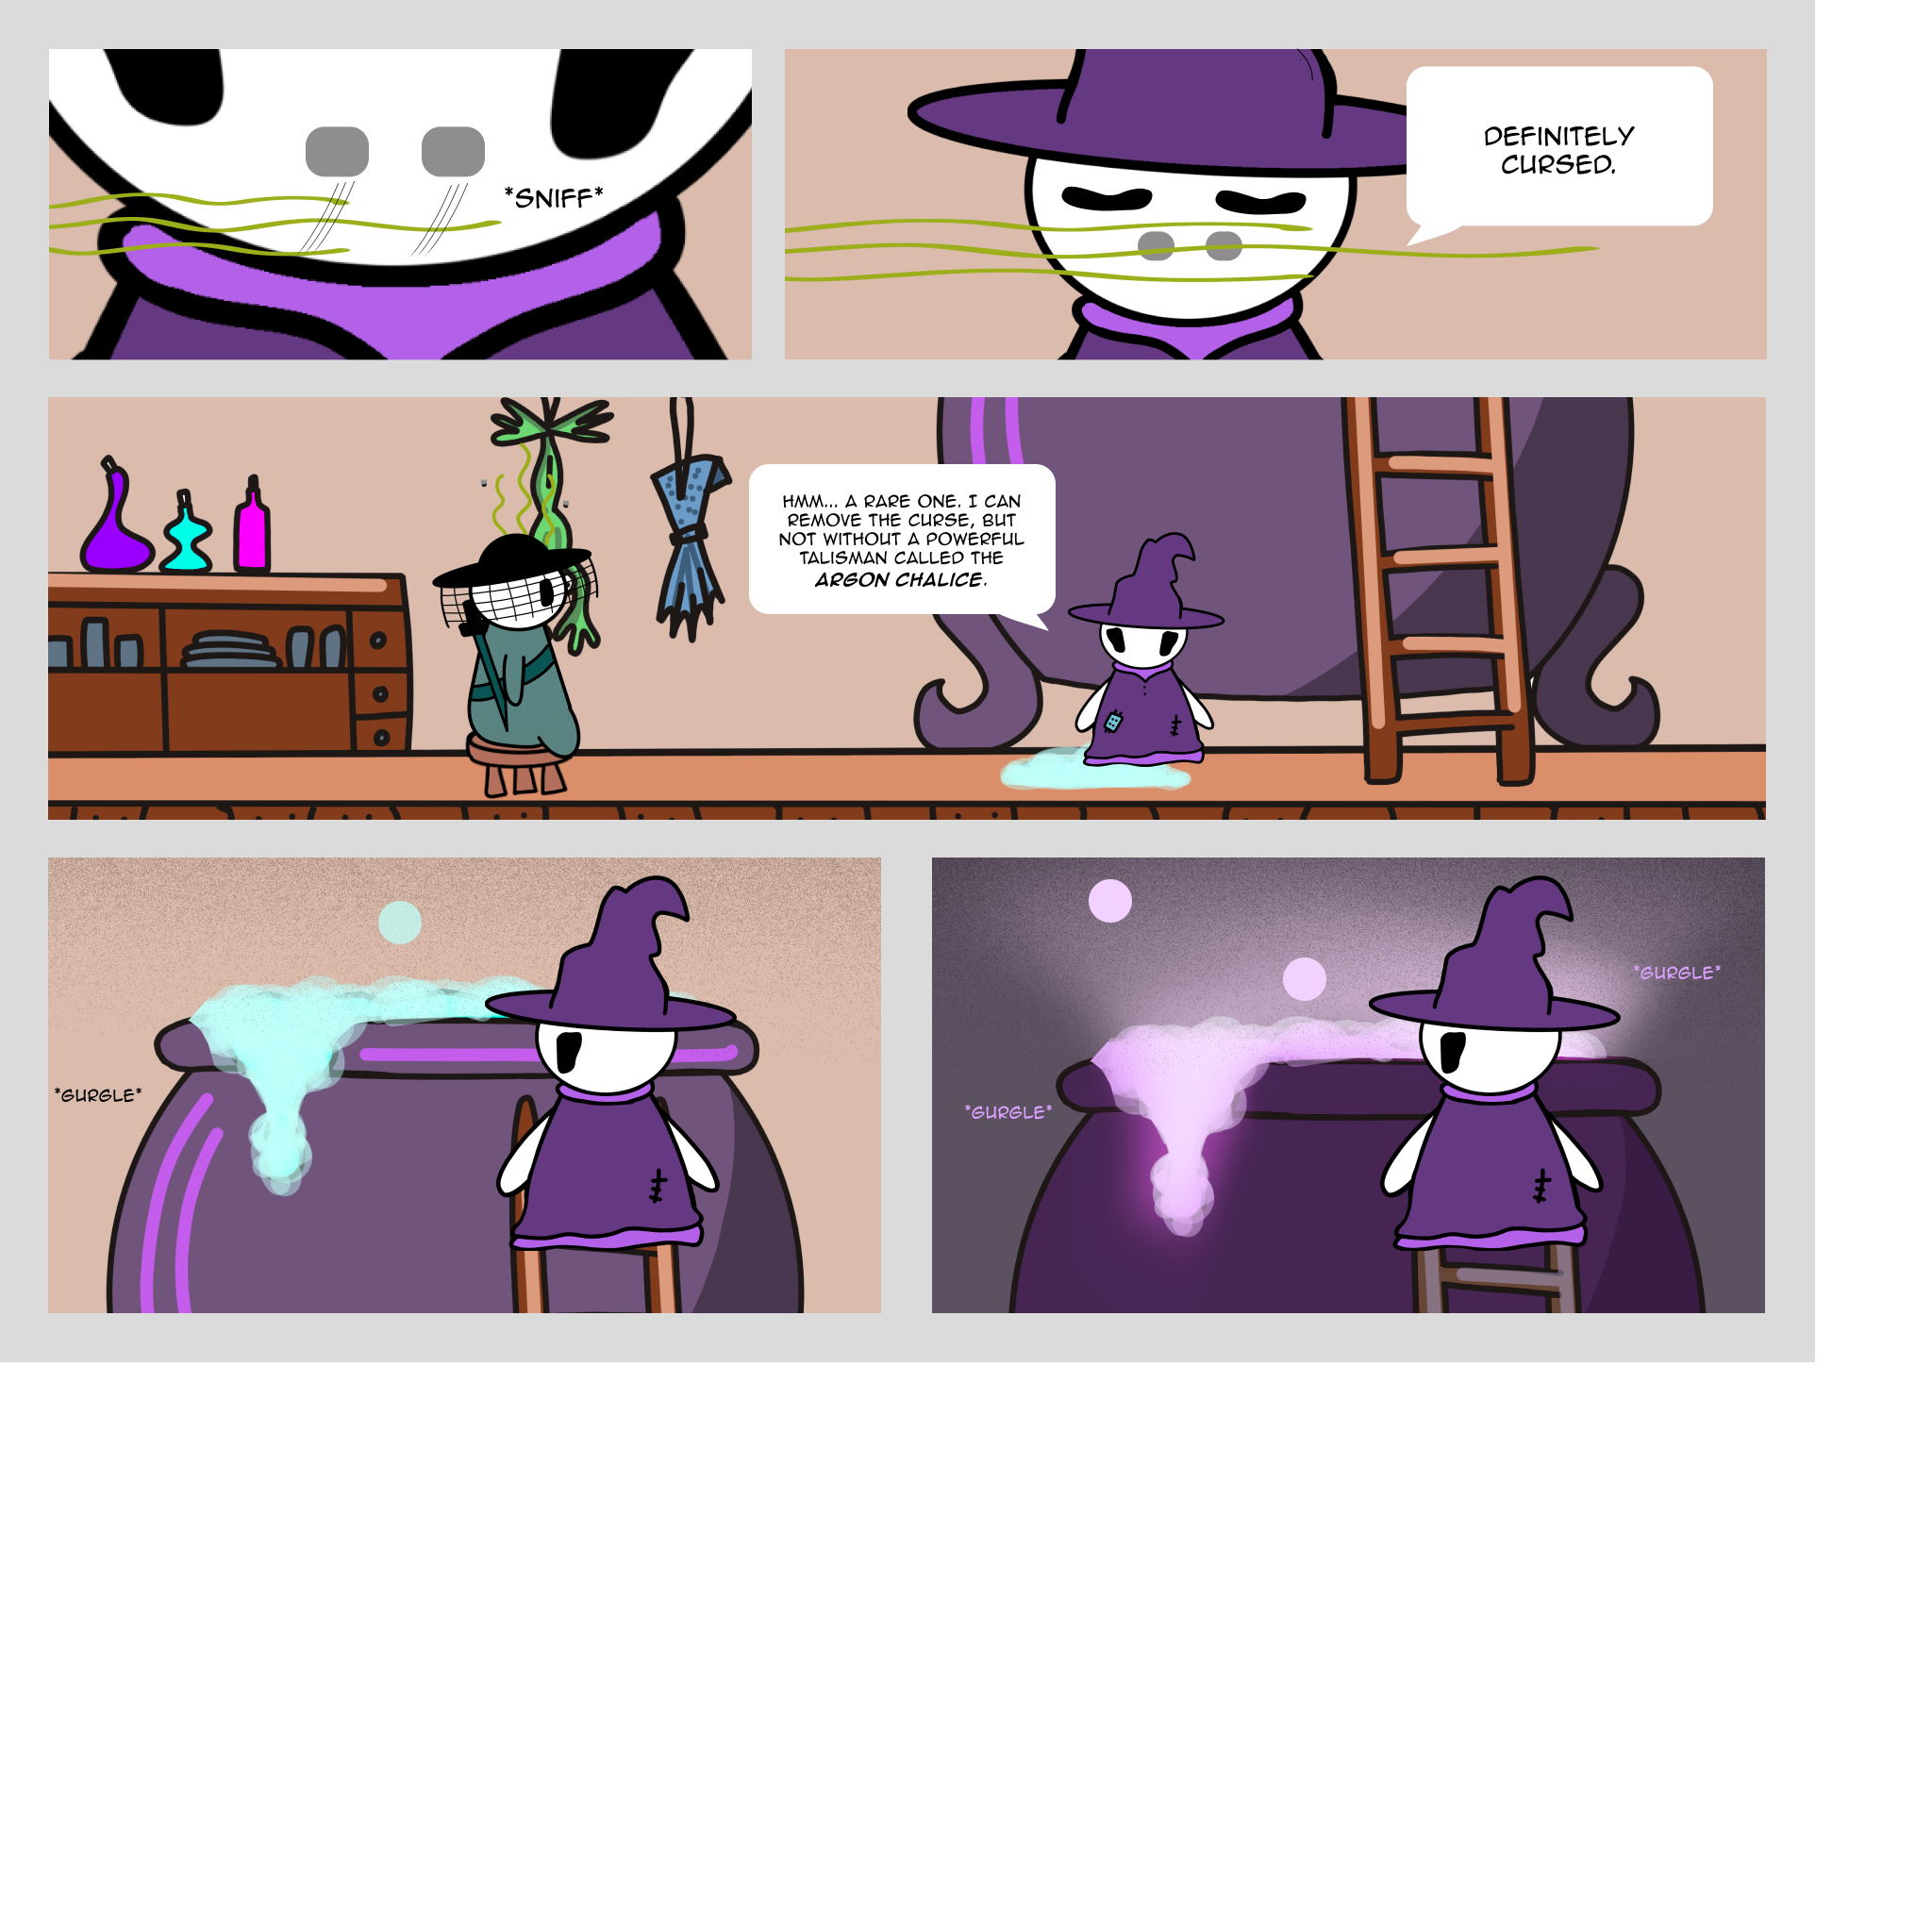 *SNIFF*
DEFINITELY
CURSED.
HMM... A RARE ONE. I CAN
REMOVE THE CURSE, BUT
NOT WITHOUT A POWERFUL
TALISMAN CALLED THE
ARGON CHALICE.
*GURGLE*
*GURGLE*
*GURGLE*